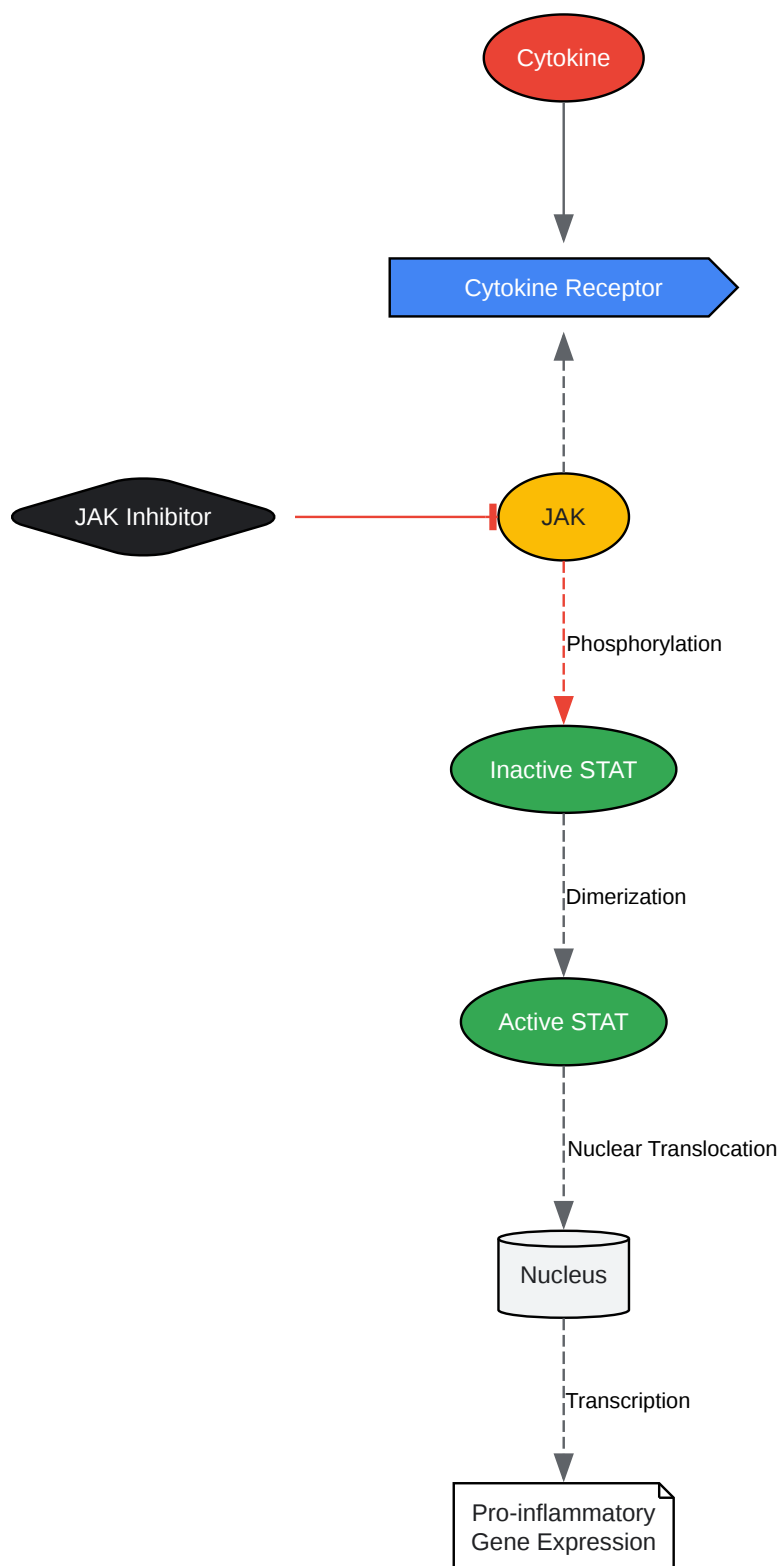 Cytokine
Cytokine Receptor
JAK Inhibitor
JAK
Phosphorylation
Inactive STAT
Dimerization
Active STAT
Nuclear Translocation
Nucleus
Transcription
Pro-inflammatory
Gene Expression